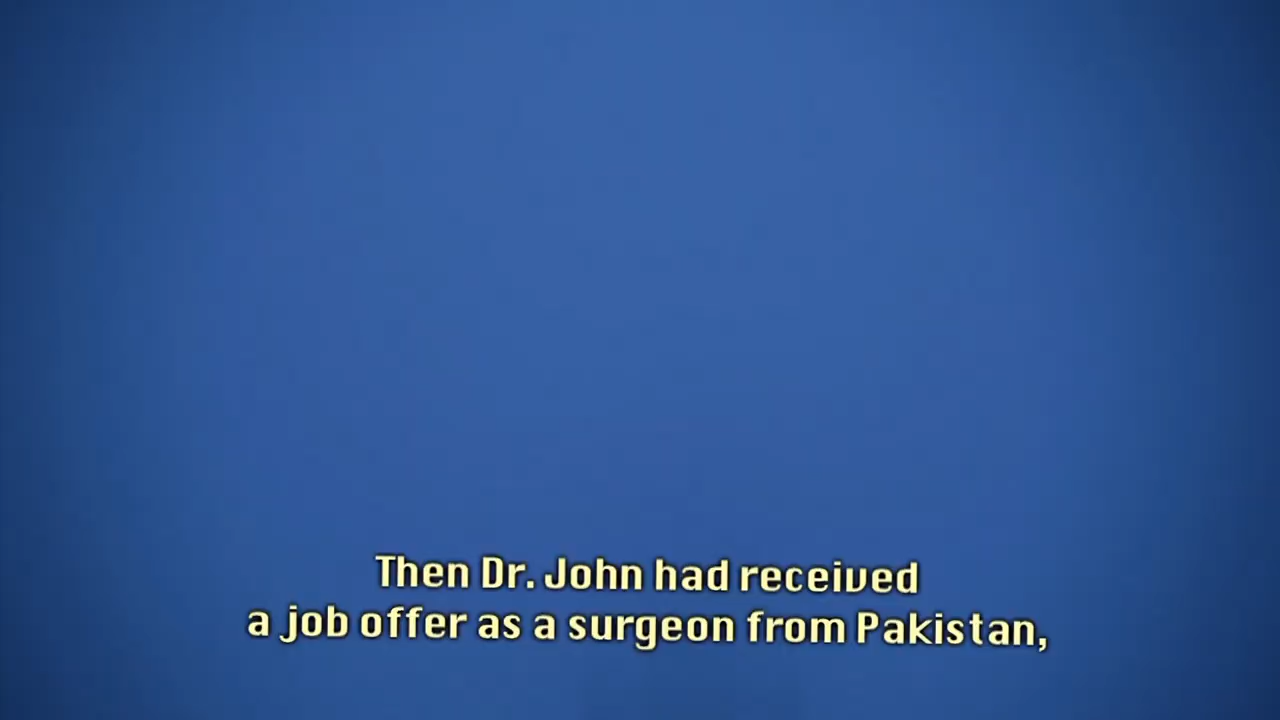 Then Dr. John had received
a job offer as a surgeon from Pakistan,